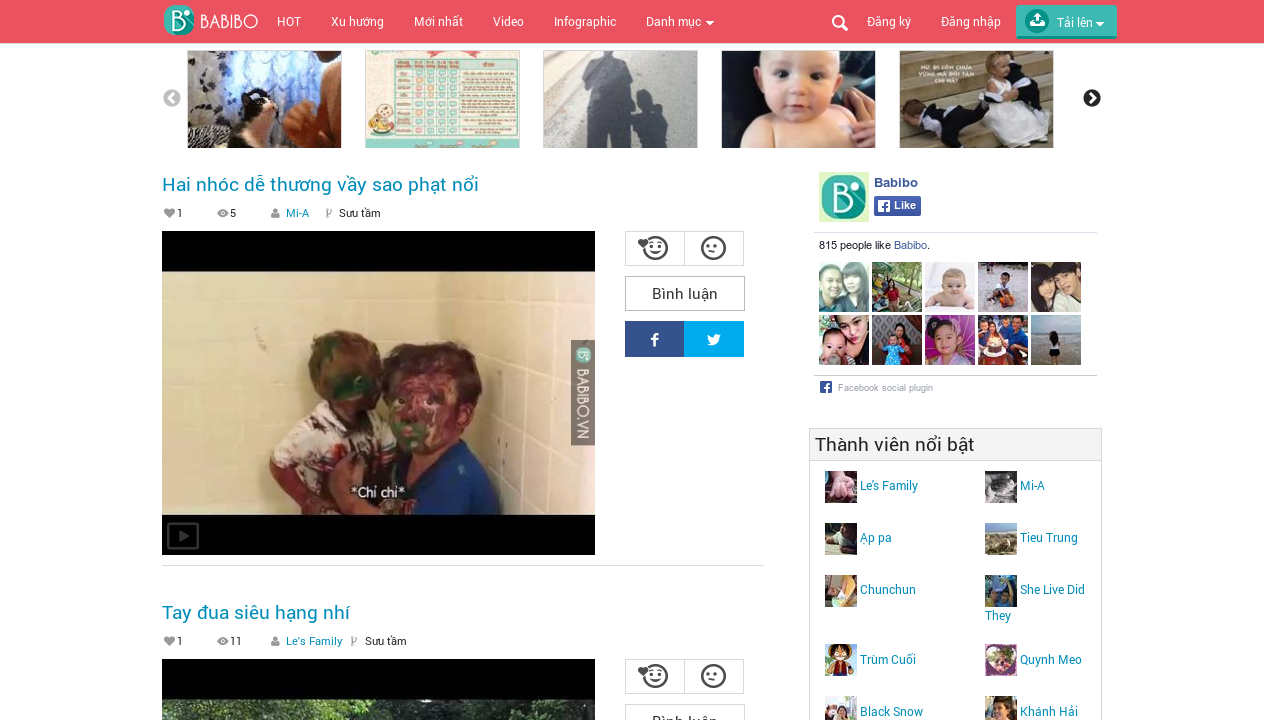 BABIBO
HOT
Xu hướng
Mới nhất
Video
Infographic
Danh mục
Đăng ký
Đăng nhập
Tải lên
HỨ, ĐI CÒN CHƯA
VỮNG MÀ ĐÒI TÁN
CHỊ HẢ!
Hai nhóc dễ thương vầy sao phạt nổi
1
5
Mi-A
Sưu tầm
Bình luận
BABIBO.VN
*Chi chi*
Babibo
Like
815 people like Babibo.
Facebook social plugin
Thành viên nổi bật
Le's Family
Mi-A
Ạp pa
Tieu Trung
Chunchun
She Live Did
They
Trùm Cuối
Quynh Meo
Black Snow
Khánh Hải
Tay đua siêu hạng nhí
1
11
Le's Family
Sưu tầm
Bình luận